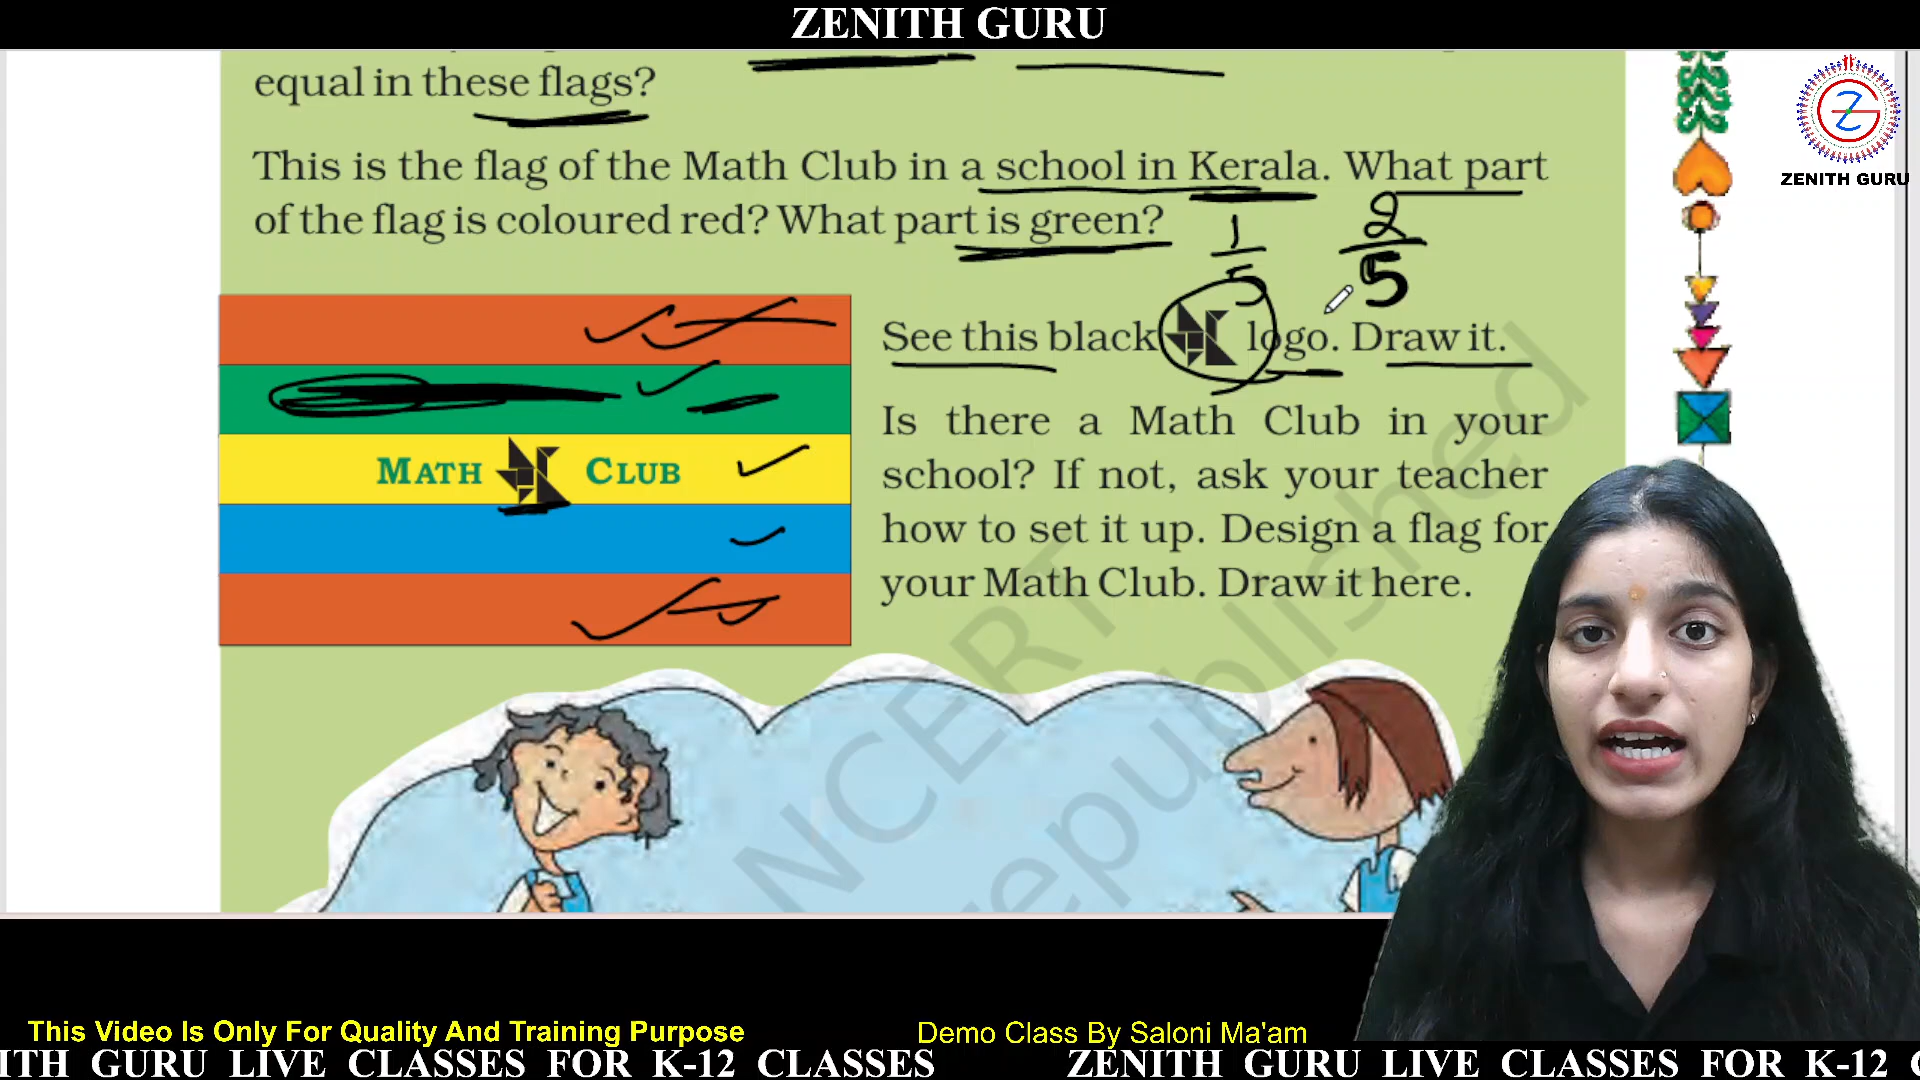 ZENITH GURU
equal in these flags?
This is the flag of the Math Club in a school in Kerala. What part
of the flag is coloured red? What part is green?
1
5
2
5
ZENITH GURU
See this black logo. Draw it.
MATH CLUB
Is there a Math Club in your
school? If not, ask your teacher
how to set it up. Design a flag for
your Math Club. Draw it here.
NCERT
republished
This Video Is Only For Quality And Training Purpose
Demo Class By Saloni Ma'am
ITH GURU LIVE CLASSES FOR K-12 CLASSES
ZENITH GURU LIVE CLASSES FOR K-12